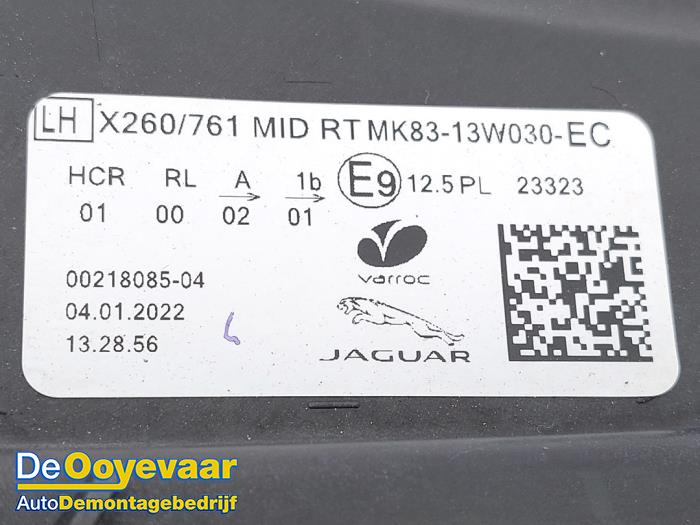 LH X260/761 MID RT MK83-13W030-EC
HCR RL A 1b E9 12.5 PL 23323
01 00 02 01
varroc
00218085-04
04.01.2022
13.28.56
JAGUAR
De Ooyevaar
AutoDemontagebedrijf